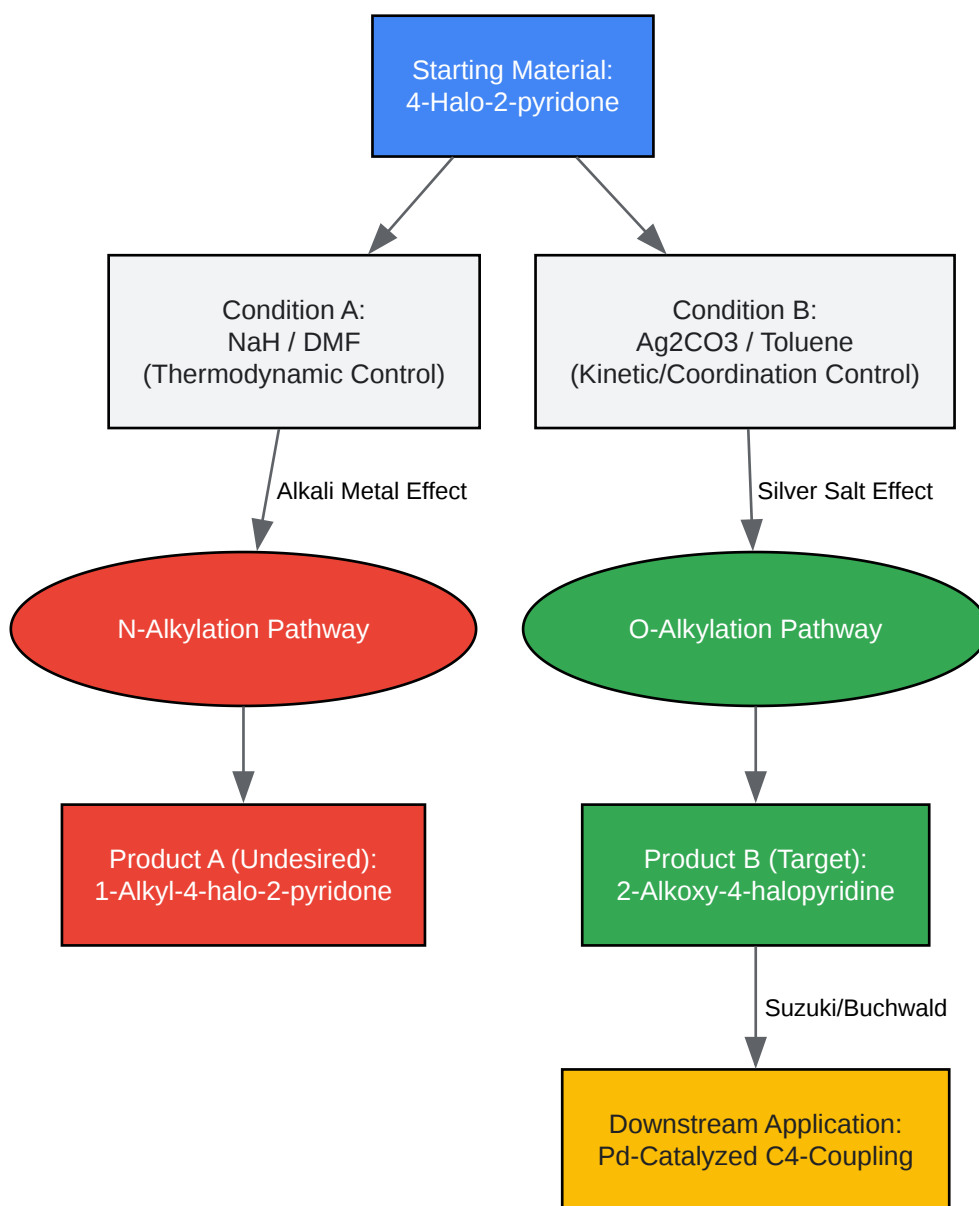 Starting Material:
4-Halo-2-pyridone
Condition A:
NaH / DMF
(Thermodynamic Control)
Condition B:
Ag2CO3 / Toluene
(Kinetic/Coordination Control)
Alkali Metal Effect
Silver Salt Effect
N-Alkylation Pathway
O-Alkylation Pathway
Product A (Undesired):
1-Alkyl-4-halo-2-pyridone
Product B (Target):
2-Alkoxy-4-halopyridine
Suzuki/Buchwald
Downstream Application:
Pd-Catalyzed C4-Coupling